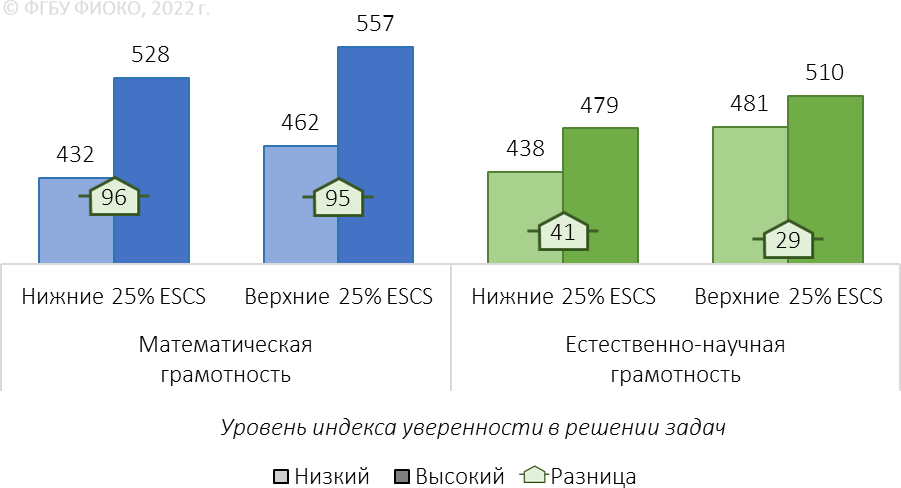 © ФГБУ ФИОКО, 2022 г.
528
557
432
462
96
95
438
479
481
510
41
29
Нижние 25% ESCS
Верхние 25% ESCS
Нижние 25% ESCS
Верхние 25% ESCS
Математическая
грамотность
Естественно-научная
грамотность
Уровень индекса уверенности в решении задач
Низкий
Высокий
Разница